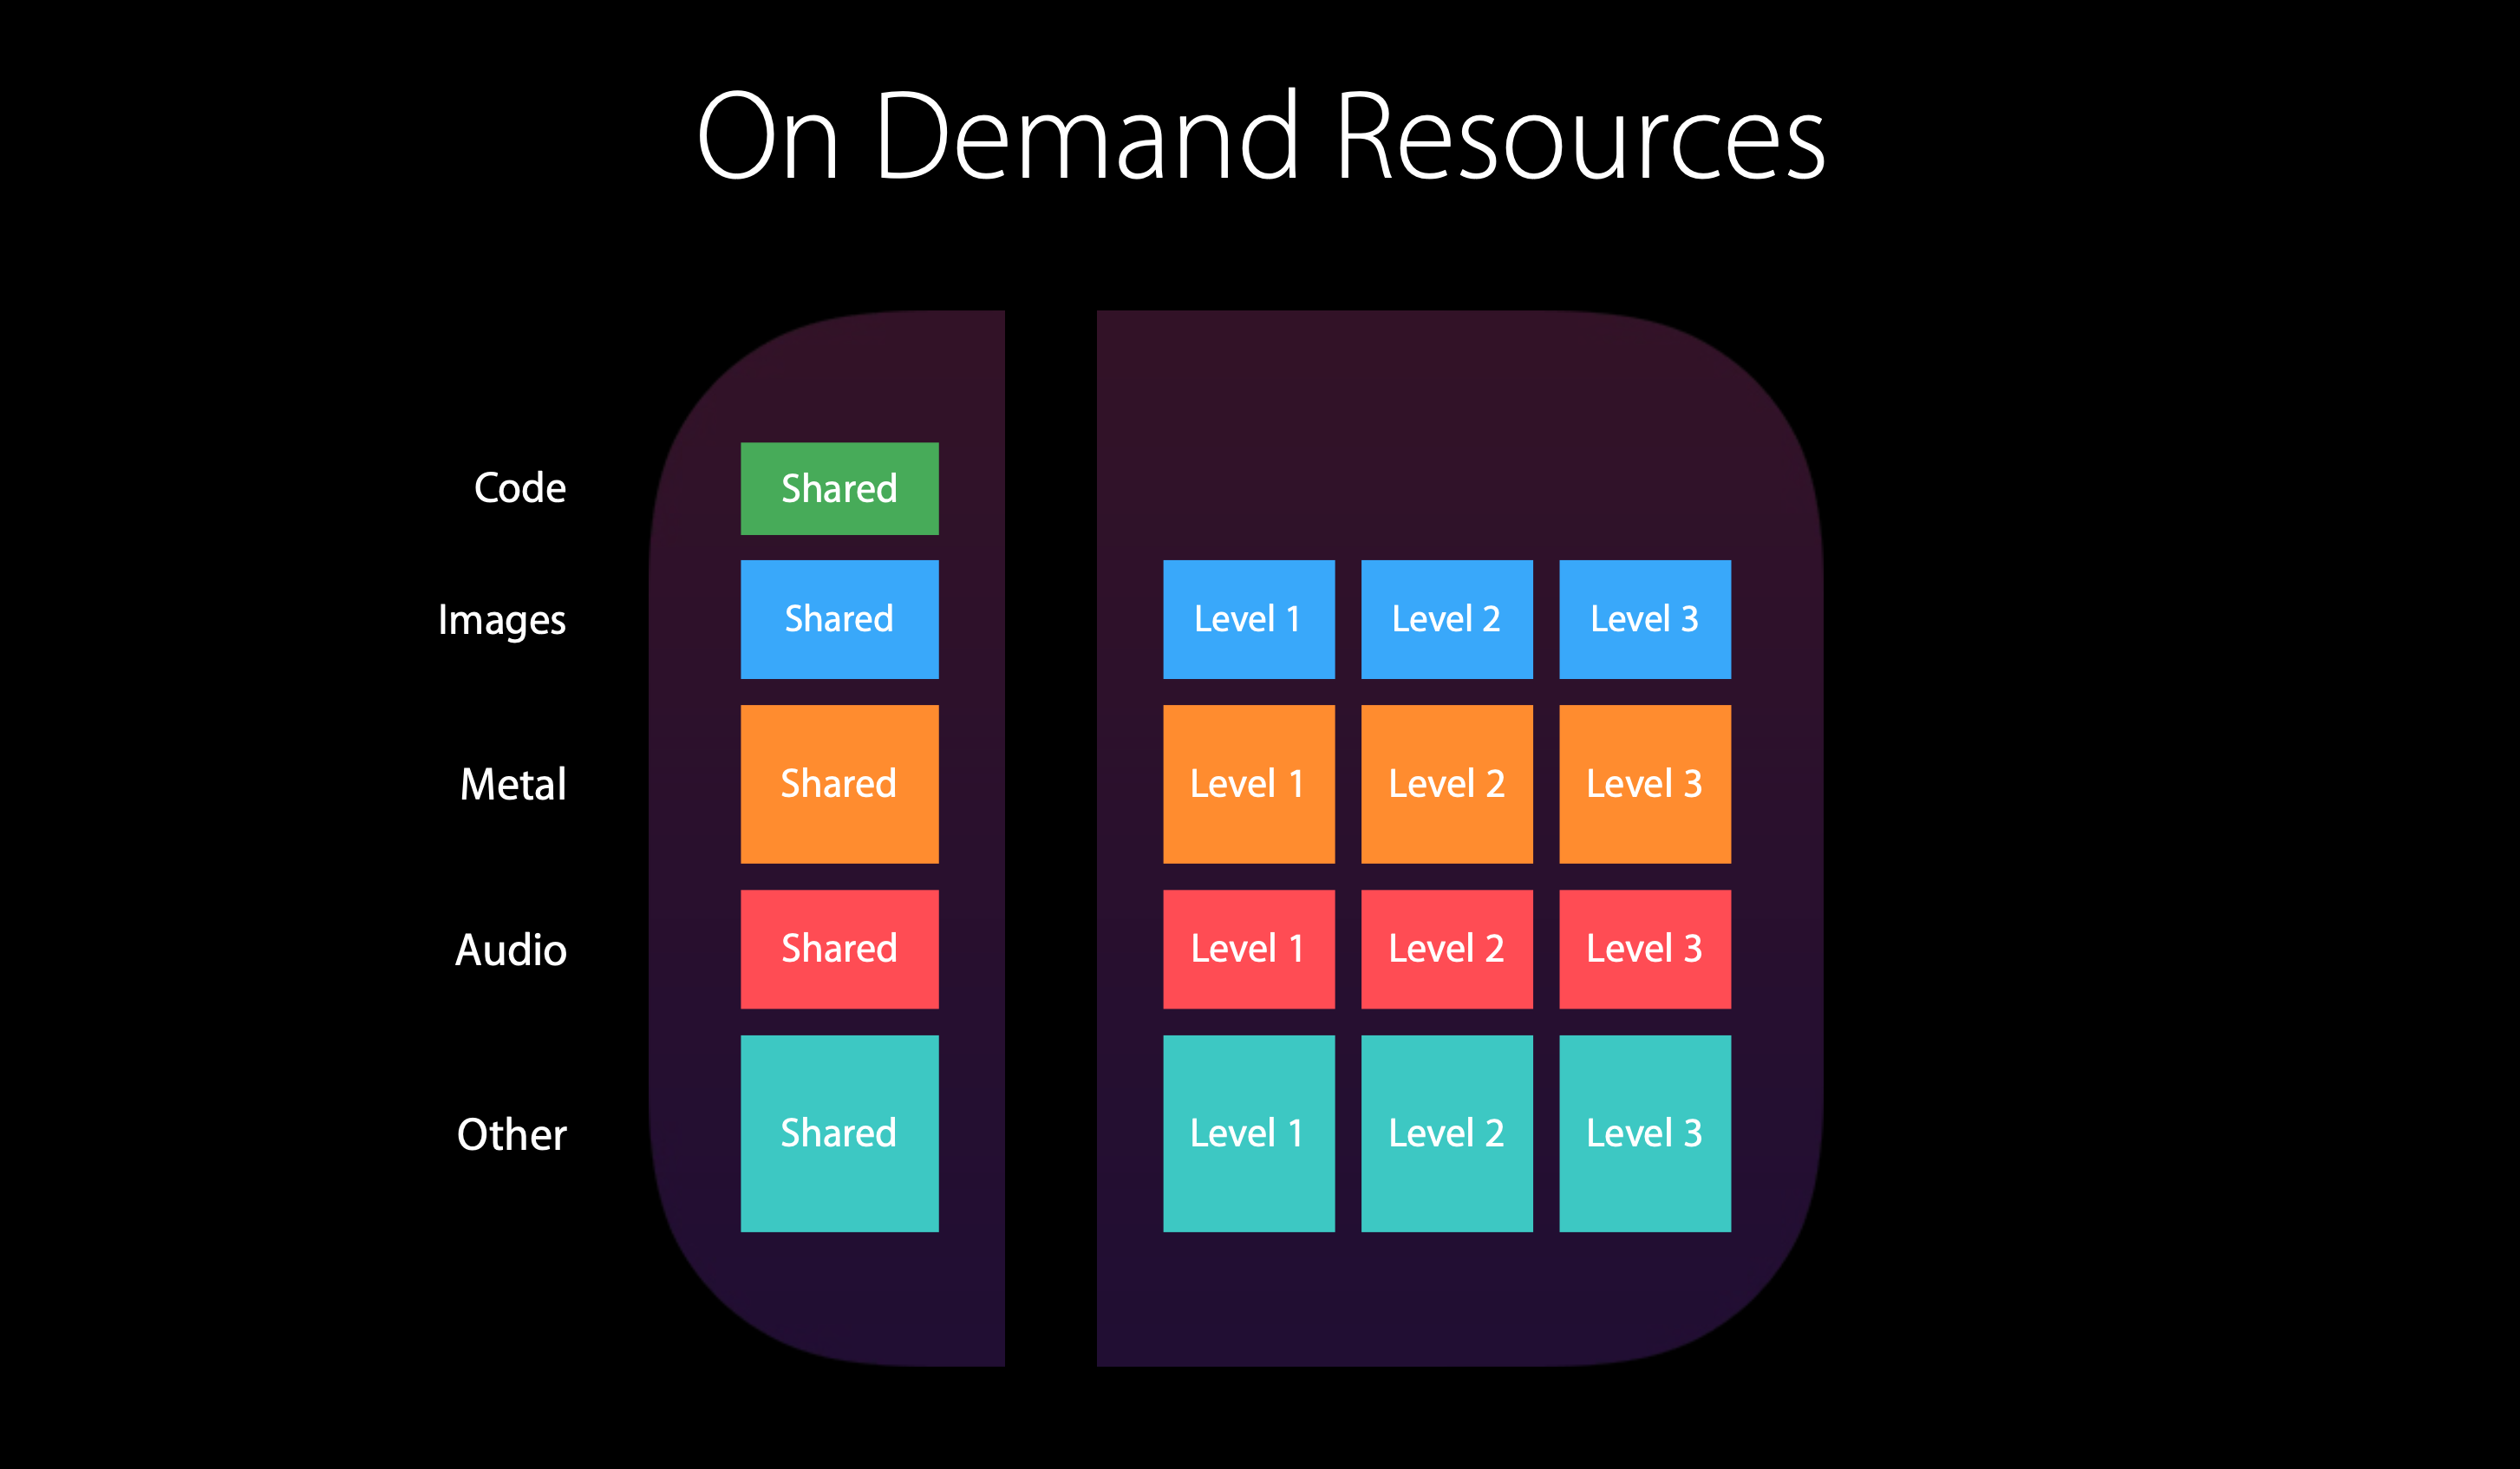 On Demand Resources
Code
Shared
Images
Shared
Level 1
Level 2
Level 3
Metal
Shared
Level 1
Level 2
Level 3
Audio
Shared
Level 1
Level 2
Level 3
Other
Shared
Level 1
Level 2
Level 3